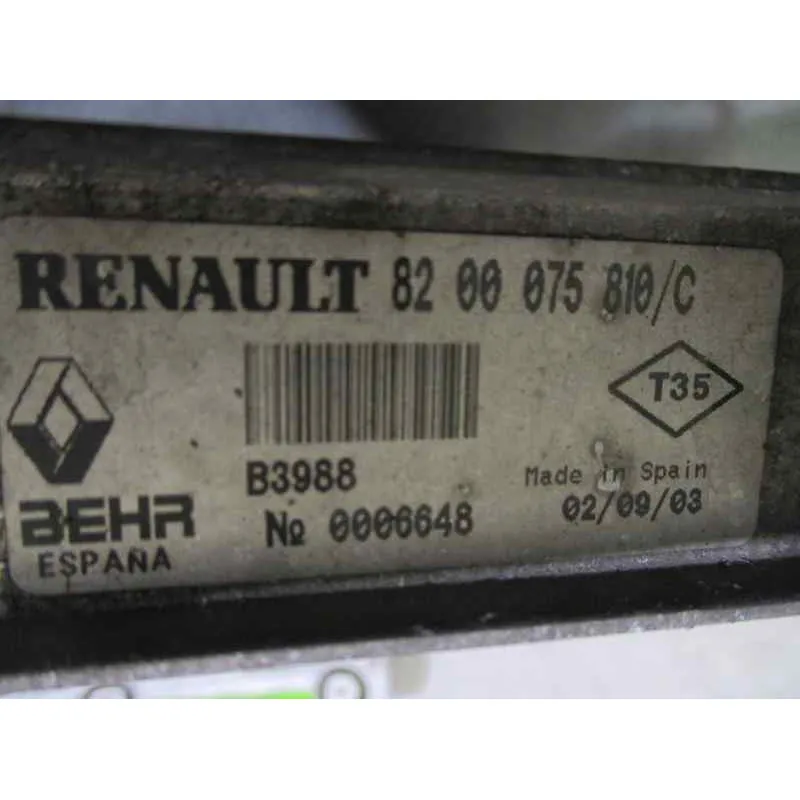 RENAULT 82 00 075 810/C
T35
B3988
Made in Spain
BEHR
Nº 0006648
02/09/03
ESPAÑA